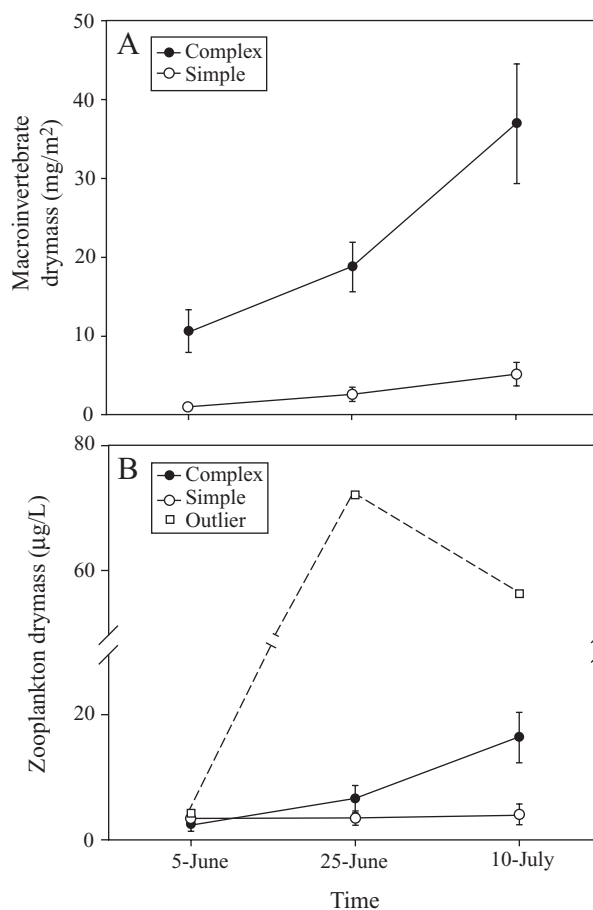 50
A
Complex
Simple
40
30
20
10
0
Macroinvertebrate
drymass (mg/m²)
80
B
Complex
Simple
Outlier
60
20
0
Zooplankton drymass (µg/L)
5-June
25-June
10-July
Time